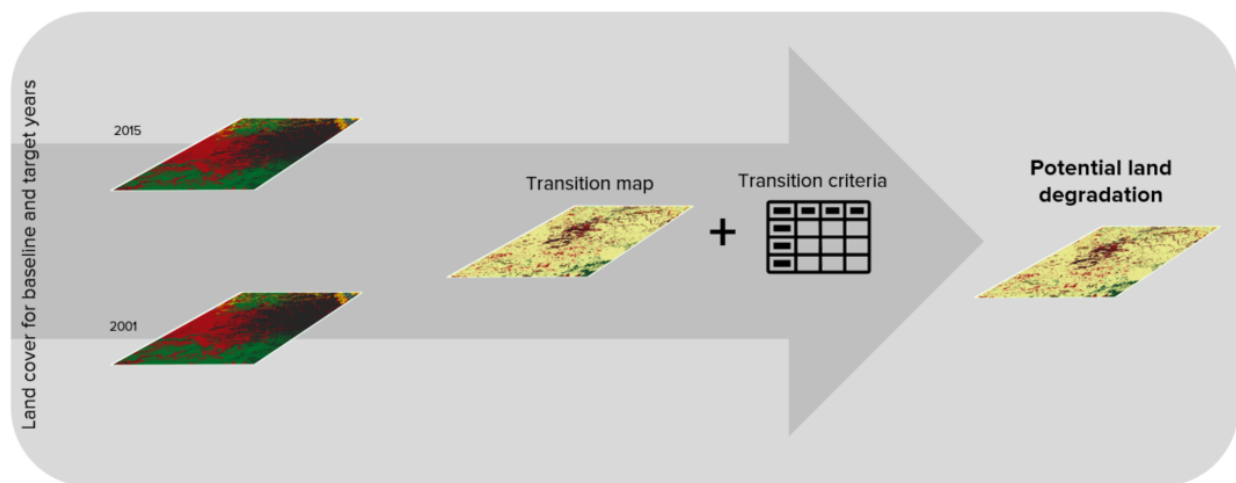 Land cover for baseline and target years
2015
2001
Transition map
Transition criteria
Potential land
degradation